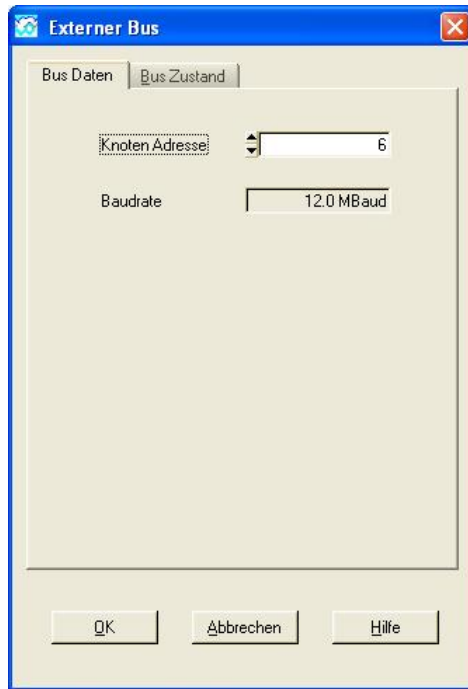 Externer Bus
Bus Daten Bus Zustand
Knoten Adresse 6
Baudrate 12.0 MBaud
OK Abbrechen Hilfe